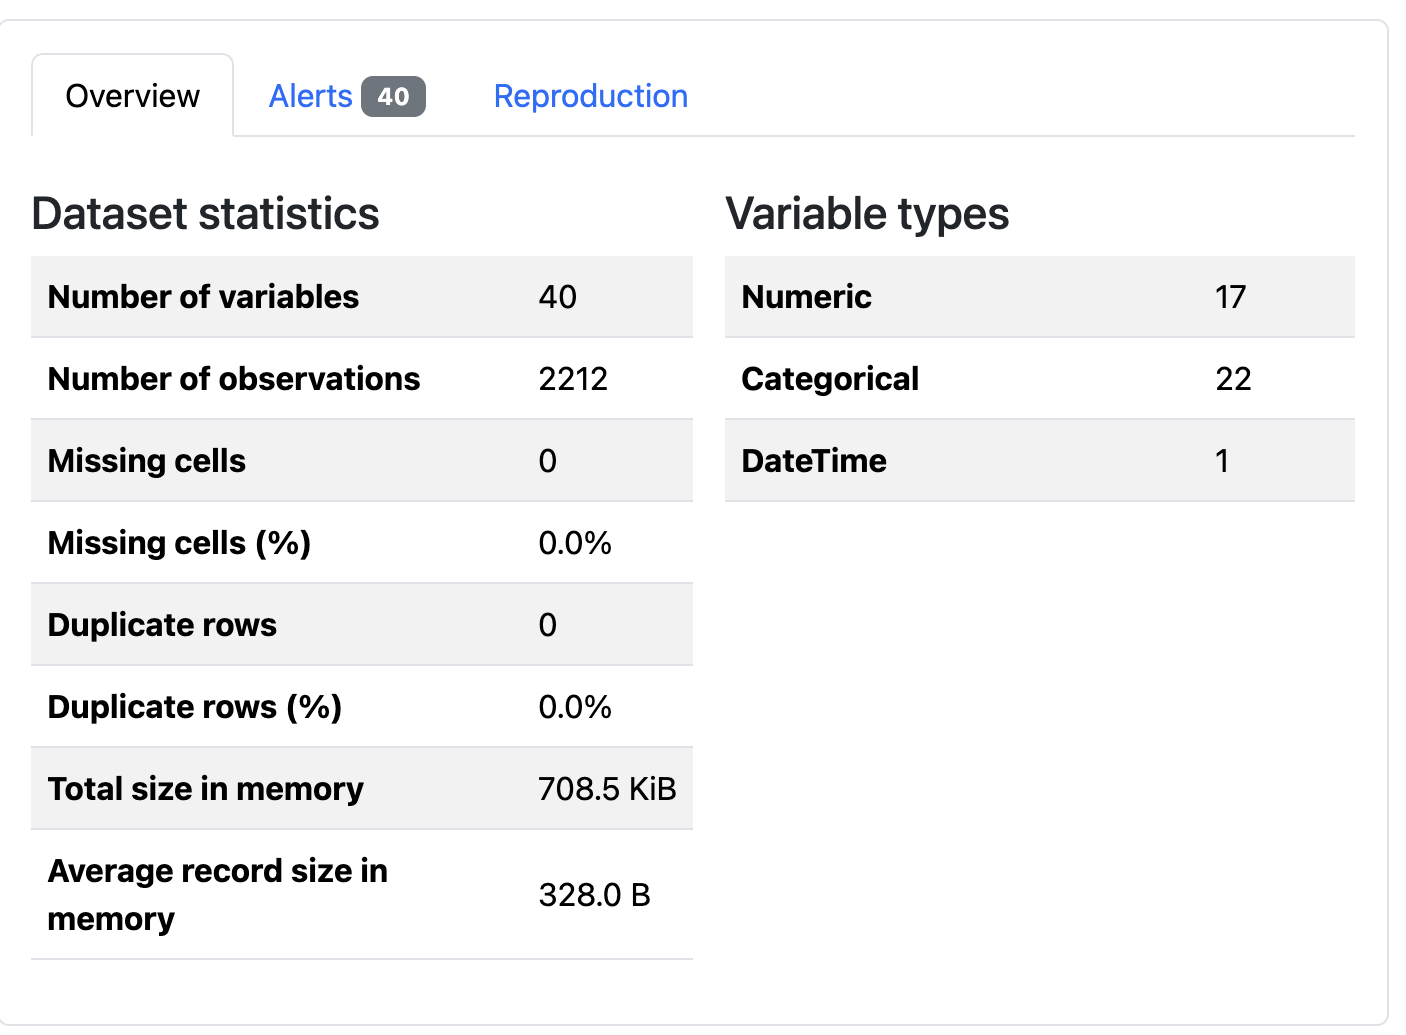 Overview Alerts 40 Reproduction
Dataset statistics
Number of variables 40
Number of observations 2212
Missing cells 0
Missing cells (%) 0.0%
Duplicate rows 0
Duplicate rows (%) 0.0%
Total size in memory 708.5 KiB
Average record size in
memory 328.0 B
Variable types
Numeric 17
Categorical 22
DateTime 1